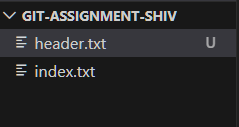 GIT-ASSIGNMENT-SHIV
header.txt U
index.txt